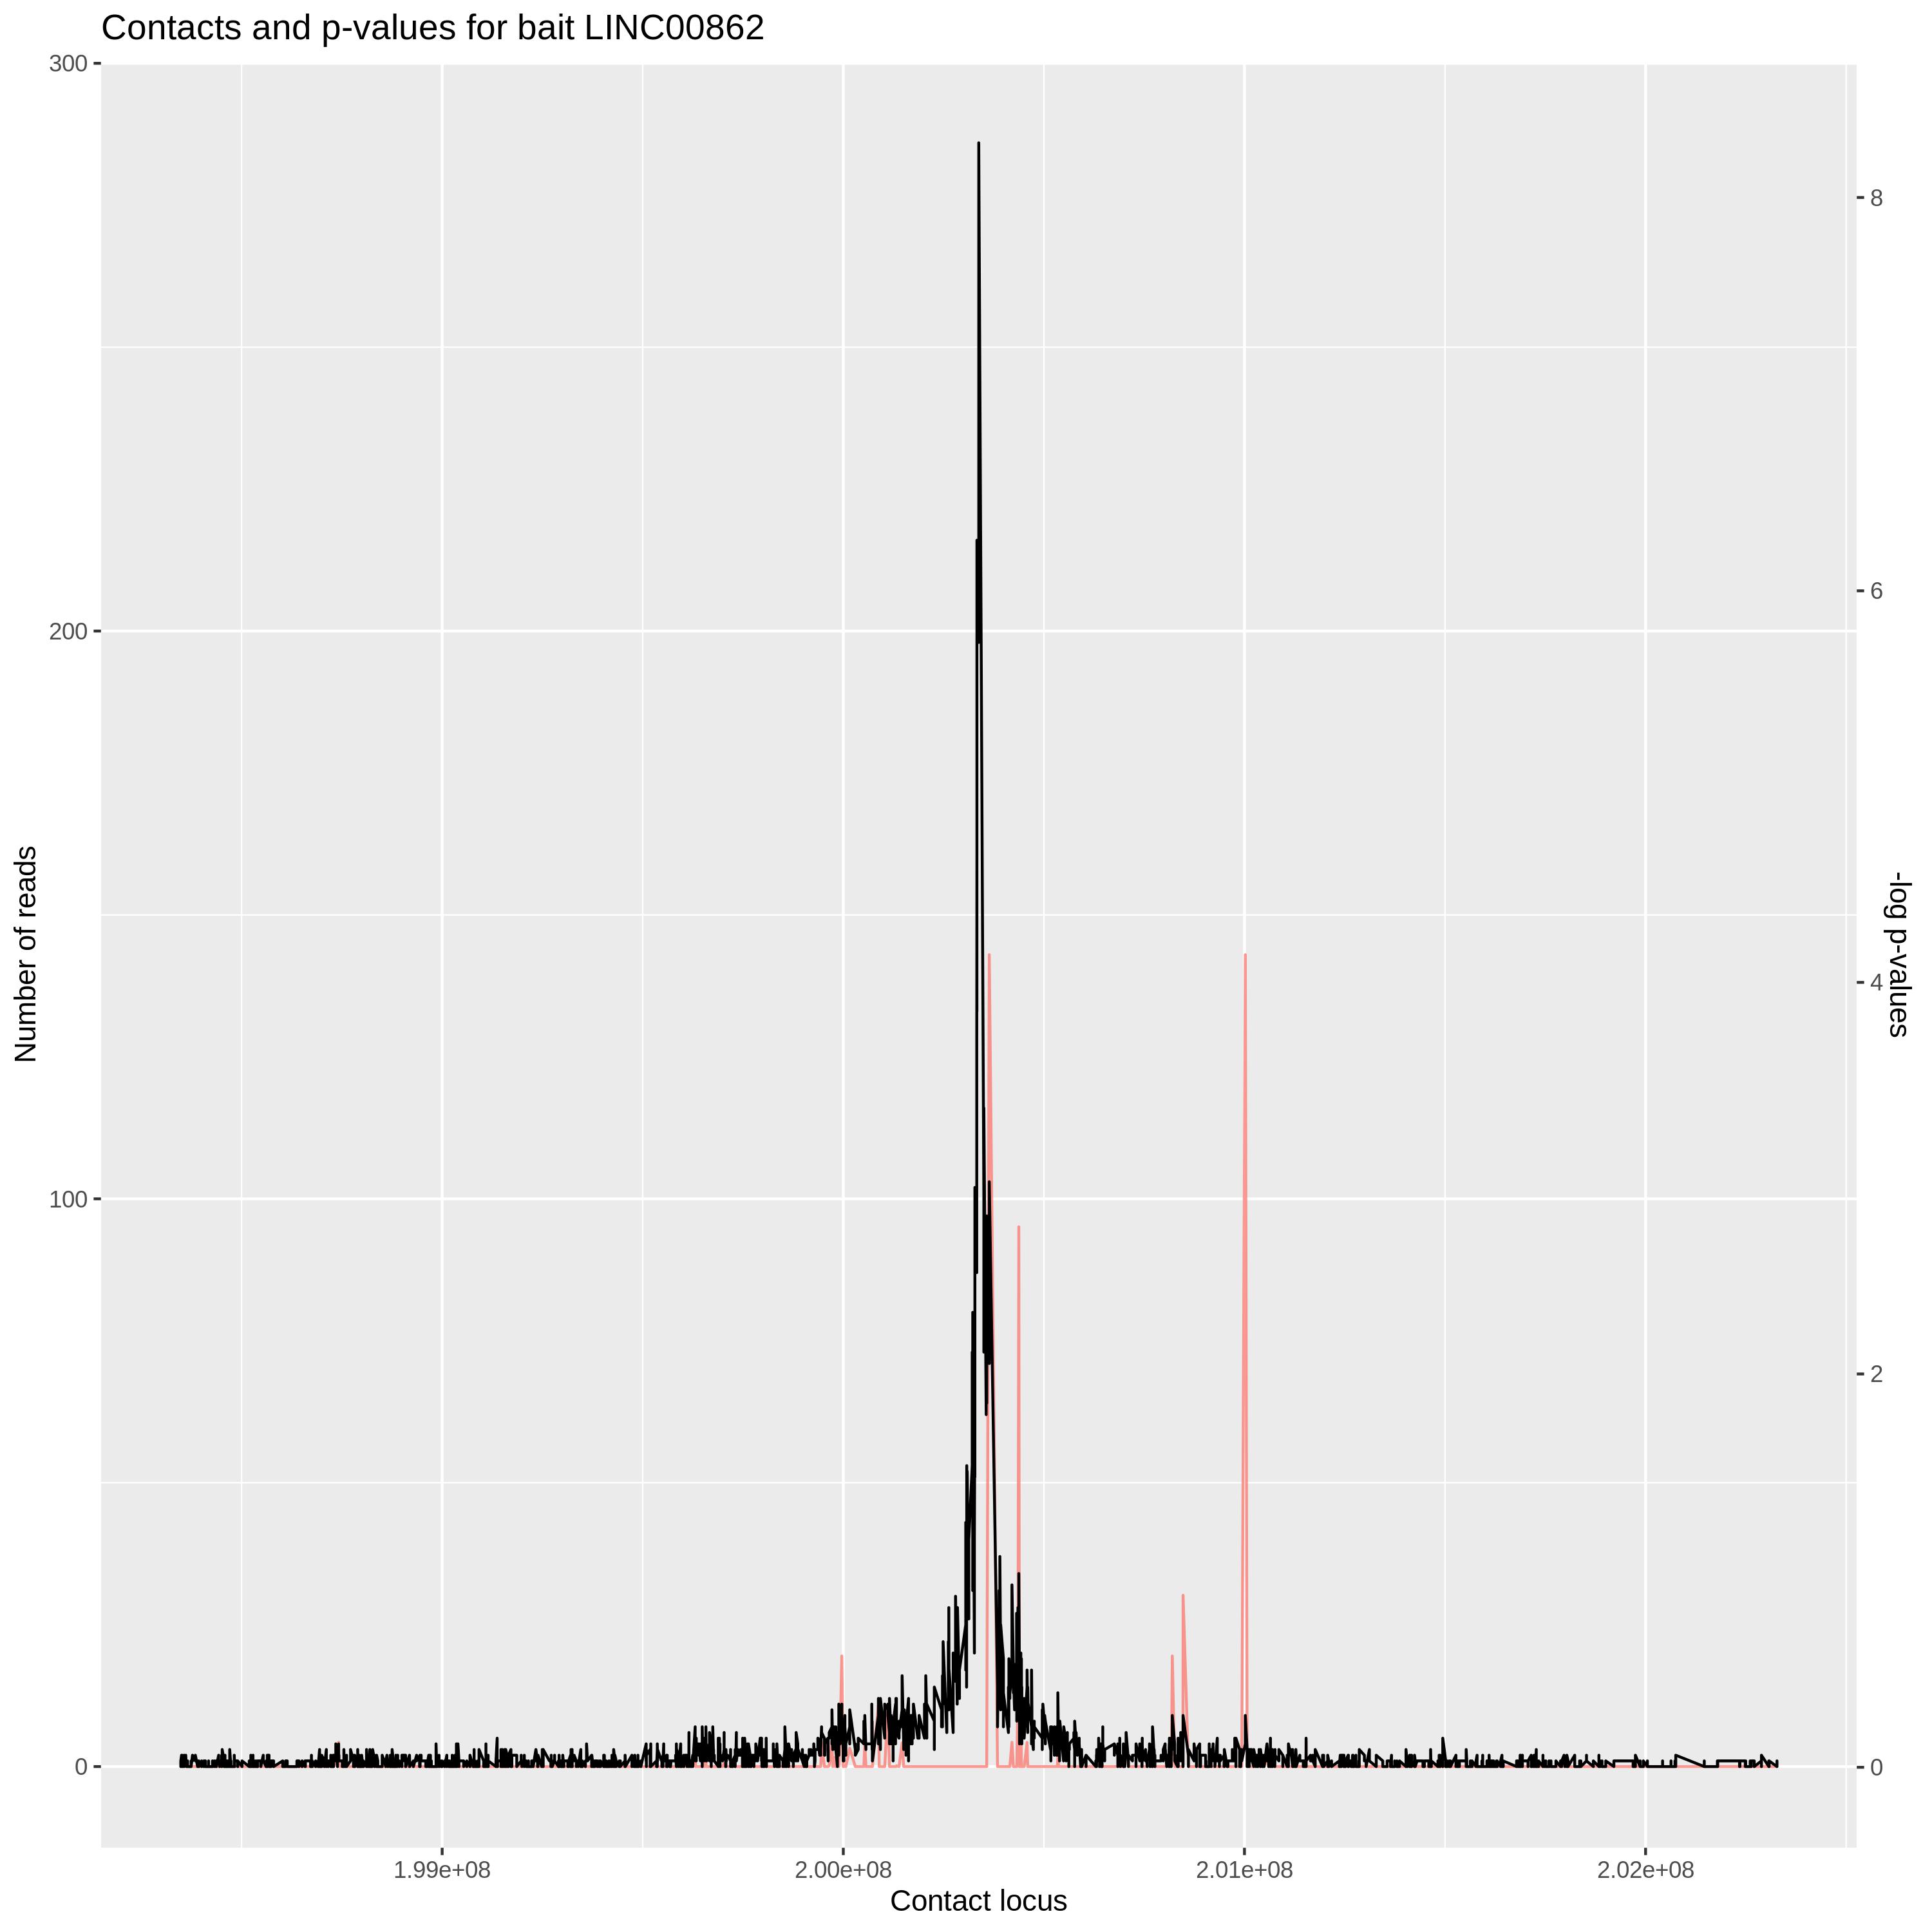 Contacts and p-values for bait LINC00862
300
200
100
0
Number of reads
8
6
4
2
0
-log p-values
1.99e+08
2.00e+08
2.01e+08
2.02e+08
Contact locus